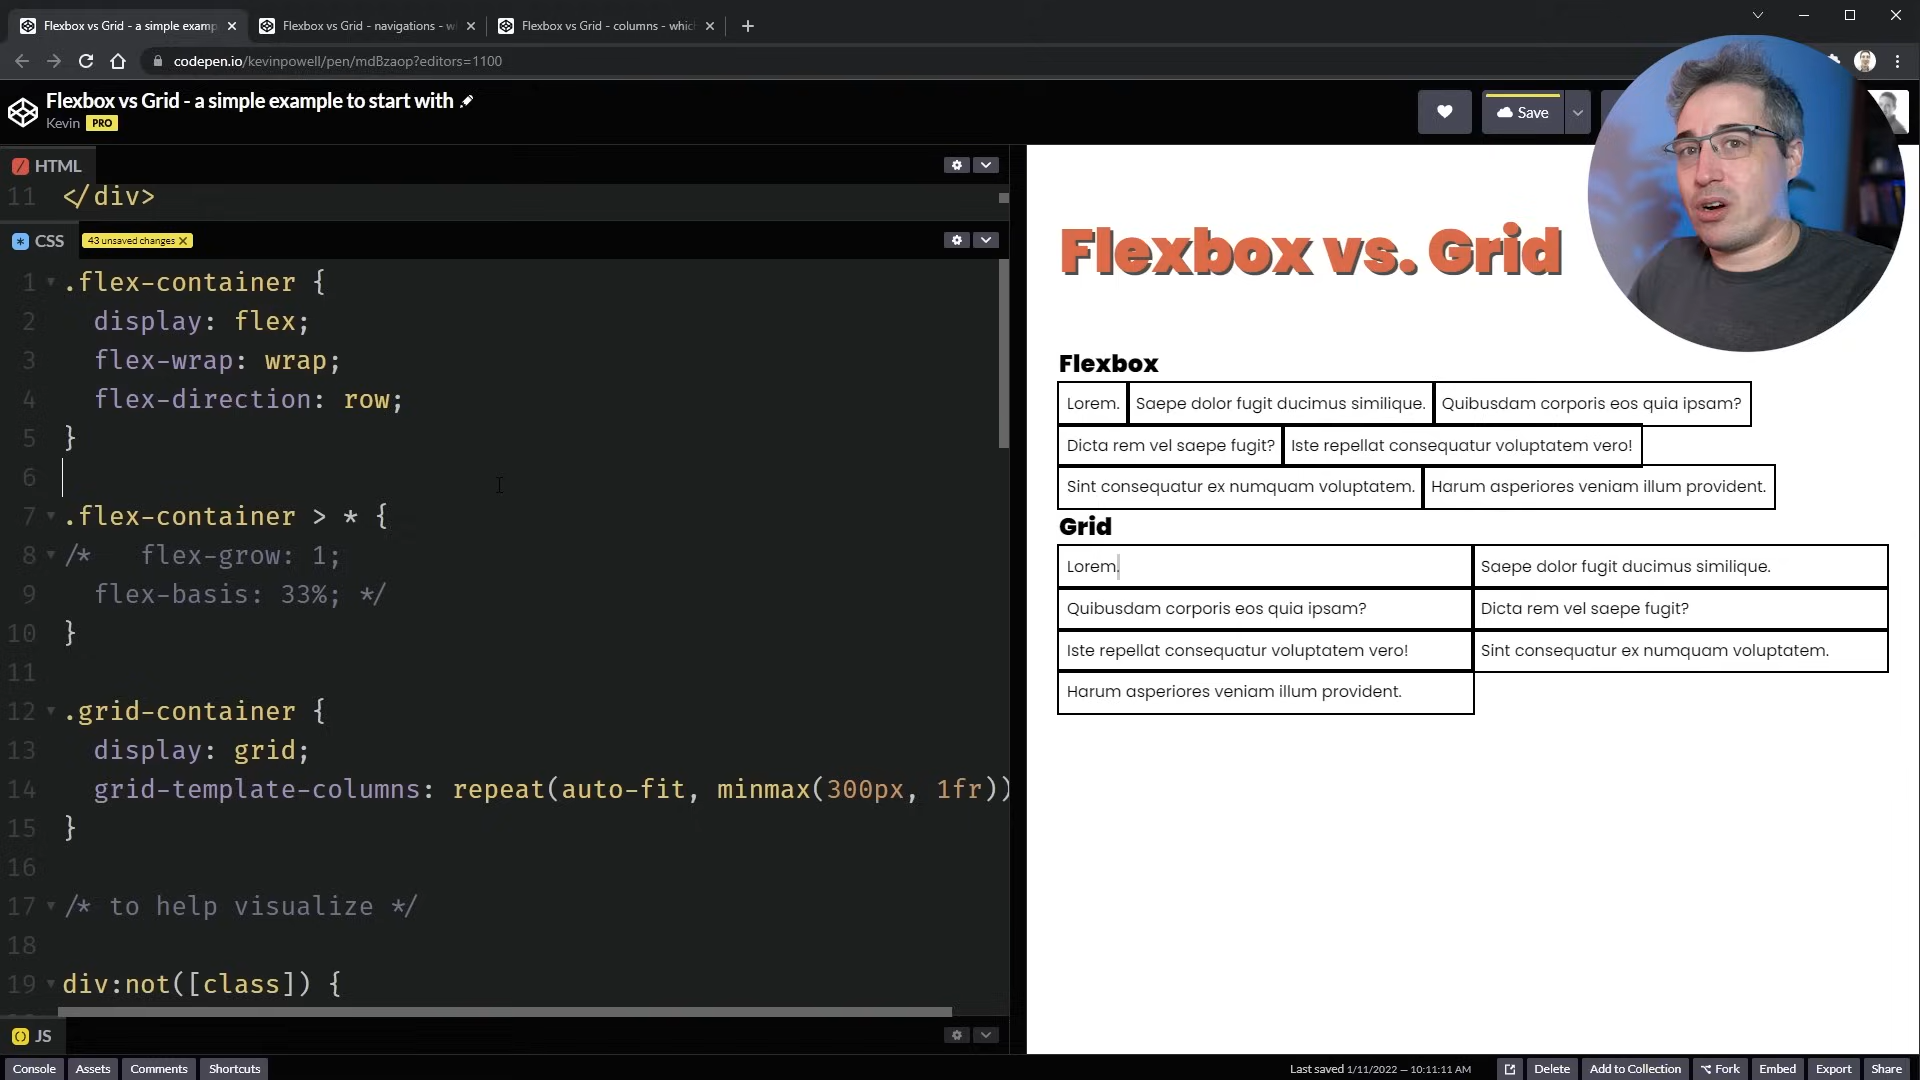 Flexbox vs Grid - a simple examp
Flexbox vs Grid - navigations - w
Flexbox vs Grid - columns - whic
codepen.io/kevinpowell/pen/mdBzaop?editors=1100
Flexbox vs Grid - a simple example to start with
Kevin PRO
Save
HTML
11 </div>
CSS 43 unsaved changes X
1 .flex-container {
2 display: flex;
3 flex-wrap: wrap;
4 flex-direction: row;
5 }
6
7 .flex-container > * {
8 /* flex-grow: 1;
9 flex-basis: 33%; */
10 }
11
12 .grid-container {
13 display: grid;
14 grid-template-columns: repeat(auto-fit, minmax(300px, 1fr))
15 }
16
17 /* to help visualize */
18
19 div:not([class]) {
JS
Flexbox vs. Grid
Flexbox
Lorem. Saepe dolor fugit ducimus similique. Quibusdam corporis eos quia ipsam?
Dicta rem vel saepe fugit? Iste repellat consequatur voluptatem vero!
Sint consequatur ex numquam voluptatem. Harum asperiores veniam illum provident.
Grid
Lorem. Saepe dolor fugit ducimus similique.
Quibusdam corporis eos quia ipsam? Dicta rem vel saepe fugit?
Iste repellat consequatur voluptatem vero! Sint consequatur ex numquam voluptatem.
Harum asperiores veniam illum provident.
Console Assets Comments Shortcuts
Last saved 1/11/2022 — 10:11:11 AM Delete Add to Collection Fork Embed Export Share